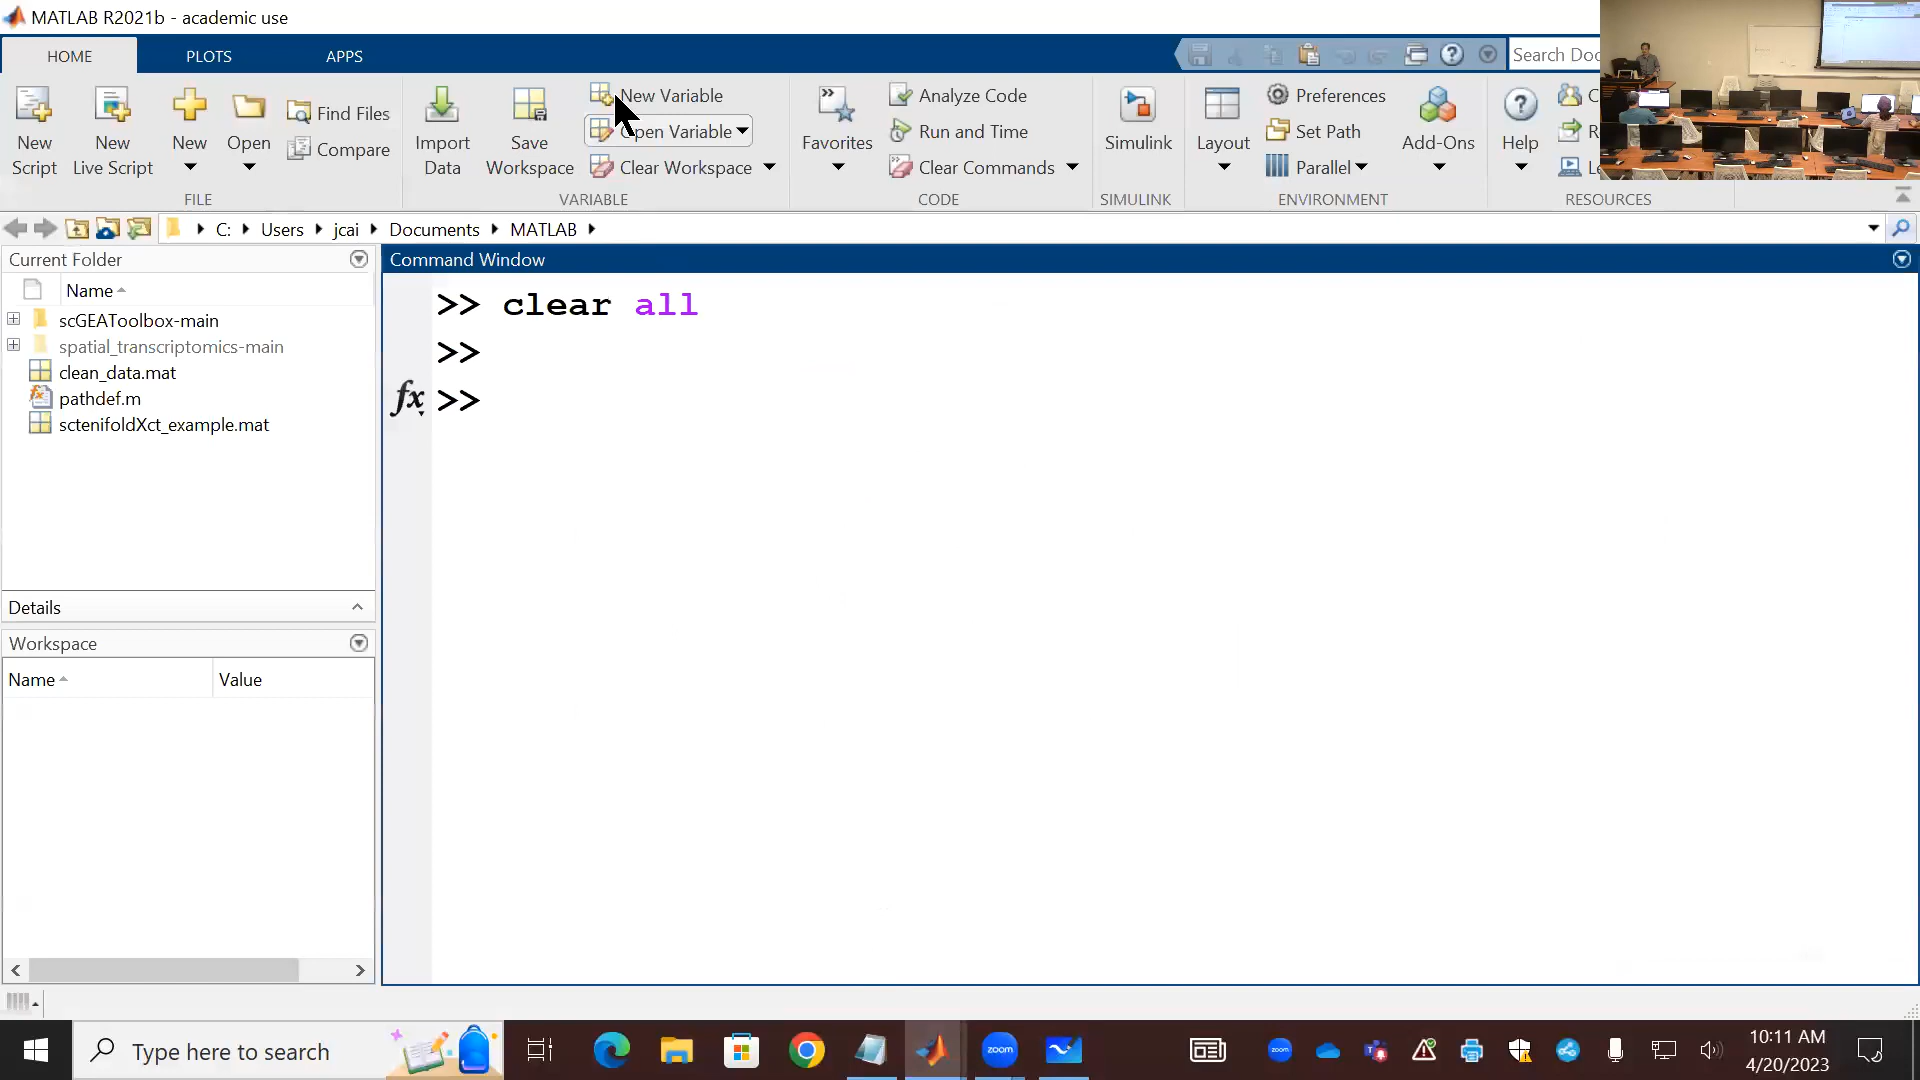 MATLAB R2021b - academic use
HOME
PLOTS
APPS
Search Doc
New Script
New Live Script
New
Open
Find Files
Compare
Import Data
Save Workspace
New Variable
Open Variable
Clear Workspace
Favorites
Analyze Code
Run and Time
Clear Commands
Simulink
Layout
Preferences
Set Path
Parallel
Add-Ons
Help
FILE
VARIABLE
CODE
SIMULINK
ENVIRONMENT
RESOURCES
C: Users jcai Documents MATLAB
Current Folder
Name
scGEAToolbox-main
spatial_transcriptomics-main
clean_data.mat
pathdef.m
sctenifoldXct_example.mat
Details
Workspace
Name Value
Command Window
>> clear all
>>
fx >>
Type here to search
zoom
zoom
10:11 AM
4/20/2023